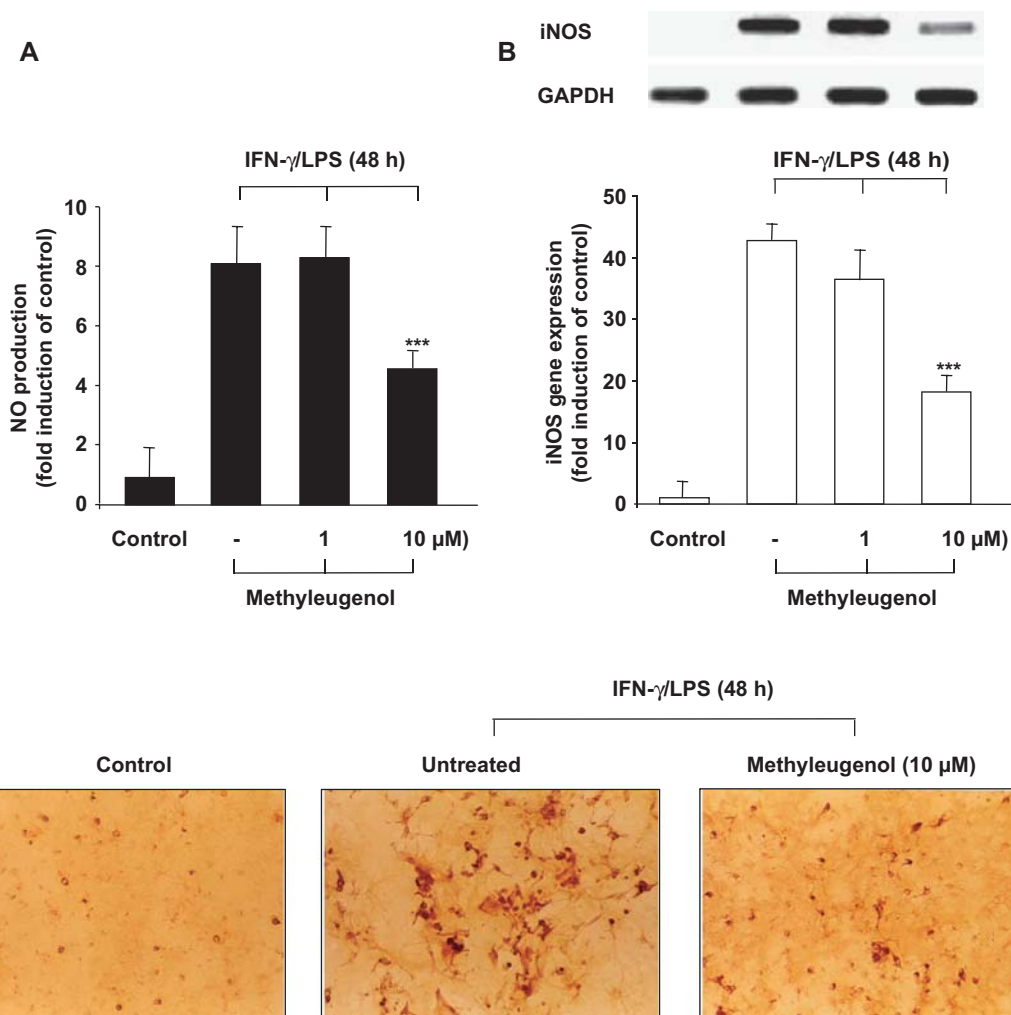 A
IFN-γ/LPS (48 h)
NO production
(fold induction of control)
10
8
6
4
2
0
***
Control - 1 10 µM)
Methyleugenol
B
iNOS
GAPDH
IFN-γ/LPS (48 h)
iNOS gene expression
(fold induction of control)
50
40
30
20
10
0
***
Control - 1 10 µM)
Methyleugenol
IFN-γ/LPS (48 h)
Control
Untreated
Methyleugenol (10 µM)